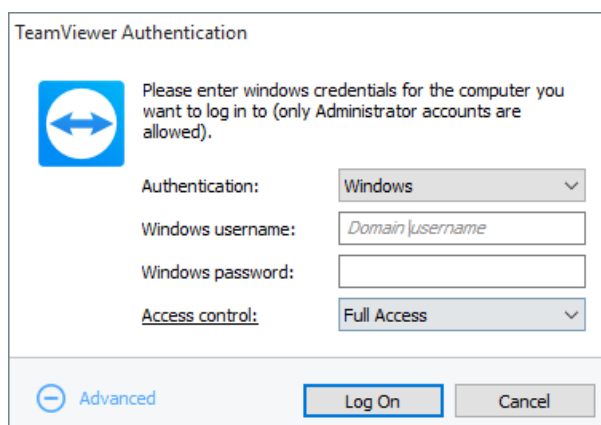 TeamViewer Authentication
Please enter windows credentials for the computer you
want to log in to (only Administrator accounts are
allowed).
Authentication: Windows
Windows username: Domain\username
Windows password:
Access control: Full Access
Advanced Log On Cancel